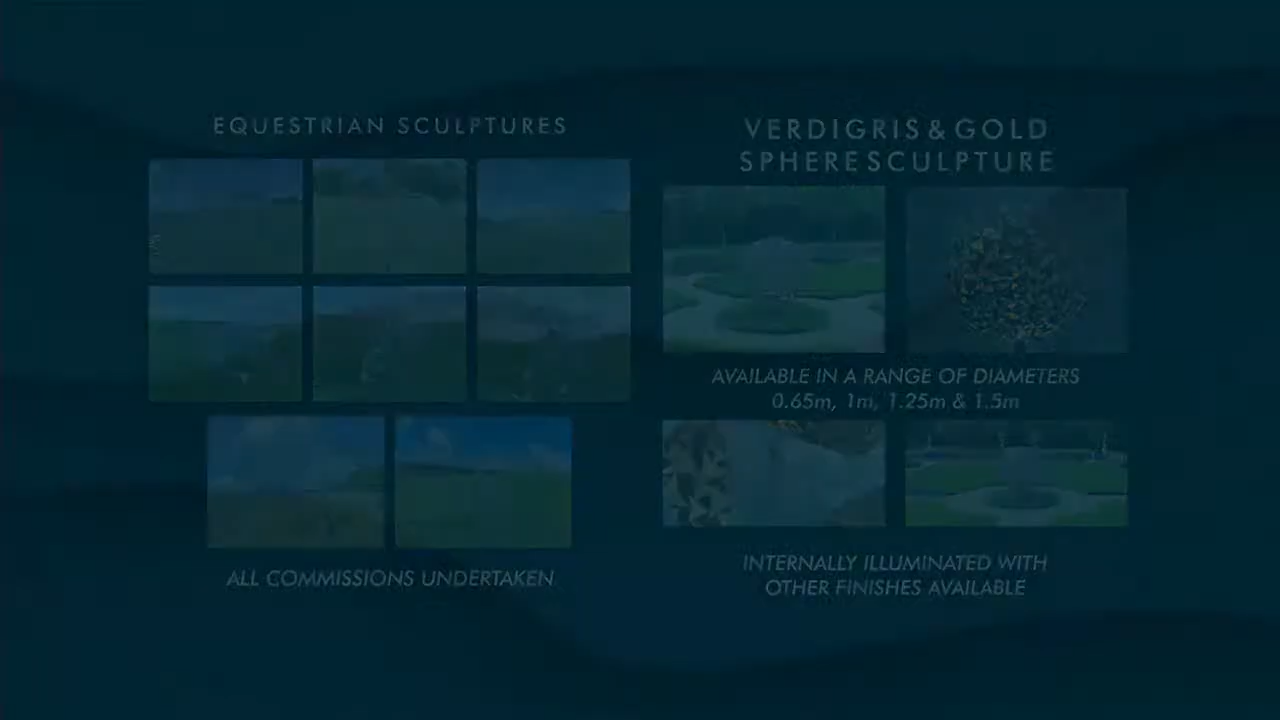 EQUESTRIAN SCULPTURES
ALL COMMISSIONS UNDERTAKEN
VERDIGRIS & GOLD
SPHERE SCULPTURE
AVAILABLE IN A RANGE OF DIAMETERS
0.65m, 1m, 1.25m & 1.5m
INTERNALLY ILLUMINATED WITH
OTHER FINISHES AVAILABLE